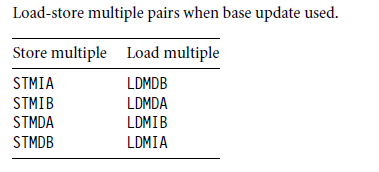 Load-store multiple pairs when base update used.
Store multiple Load multiple
STMIA LDMDB
STMIB LDMDA
STMDA LDMIB
STMDB LDMIA